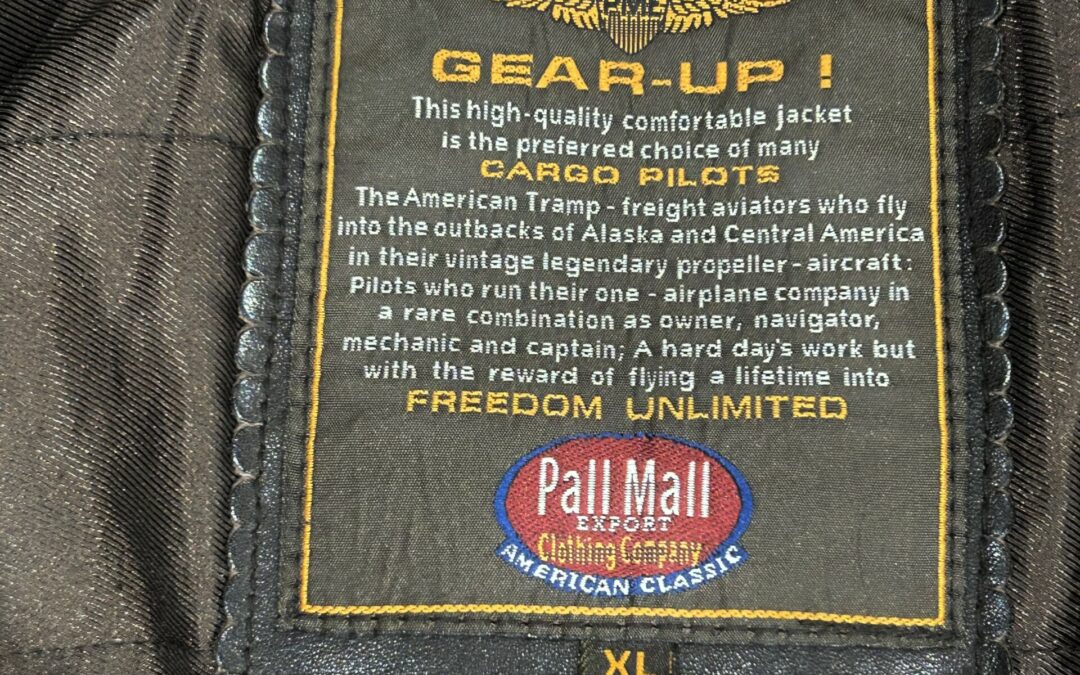 PME
GEAR-UP !
This high-quality comfortable jacket
is the preferred choice of many
CARGO PILOTS
The American Tramp - freight aviators who fly
into the outbacks of Alaska and Central America
in their vintage legendary propeller - aircraft:
Pilots who run their one - airplane company in
a rare combination as owner, navigator,
mechanic and captain; A hard day's work but
with the reward of flying a lifetime into
FREEDOM UNLIMITED
Pall Mall
EXPORT
Clothing Company
AMERICAN CLASSIC
XL